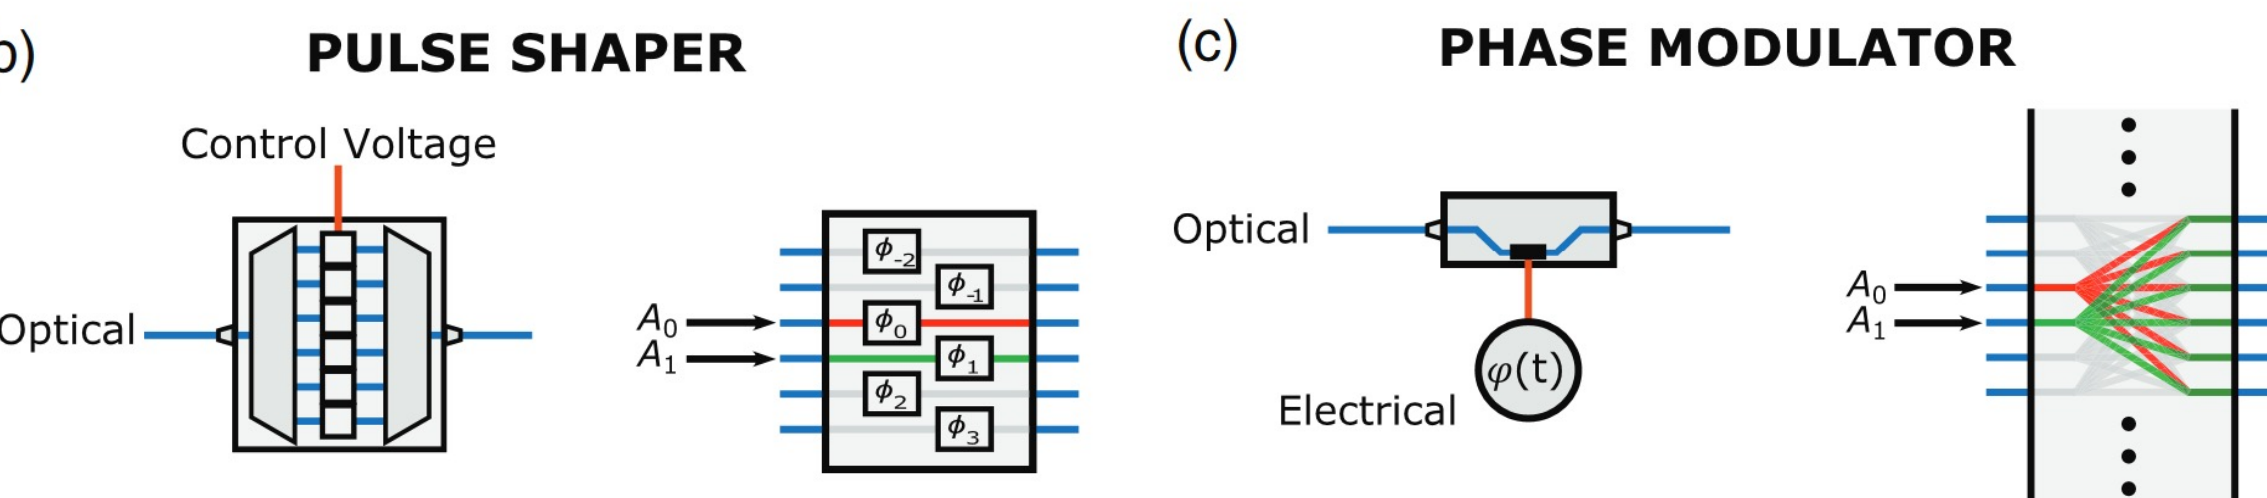 b)
PULSE SHAPER
Control Voltage
Optical
ϕ-2
ϕ-1
A0
ϕ0
A1
ϕ1
ϕ2
ϕ3
(c)
PHASE MODULATOR
Optical
φ(t)
Electrical
A0
A1